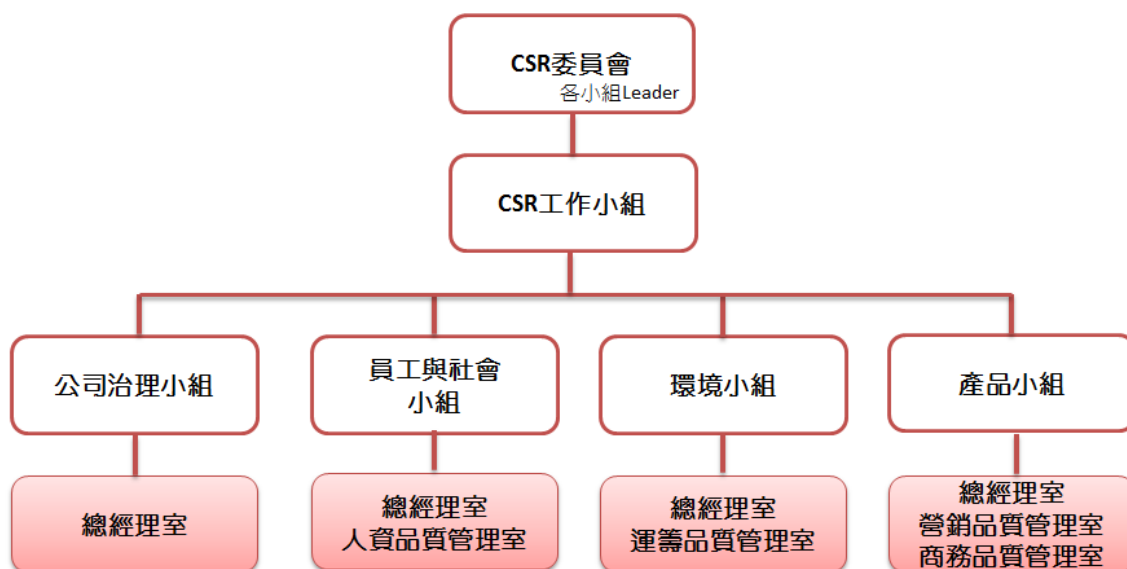 CSR委員會
各小組Leader
CSR工作小組
公司治理小組
員工與社會
小組
環境小組
產品小組
總經理室
總經理室
人資品質管理室
總經理室
運籌品質管理室
總經理室
營銷品質管理室
商務品質管理室